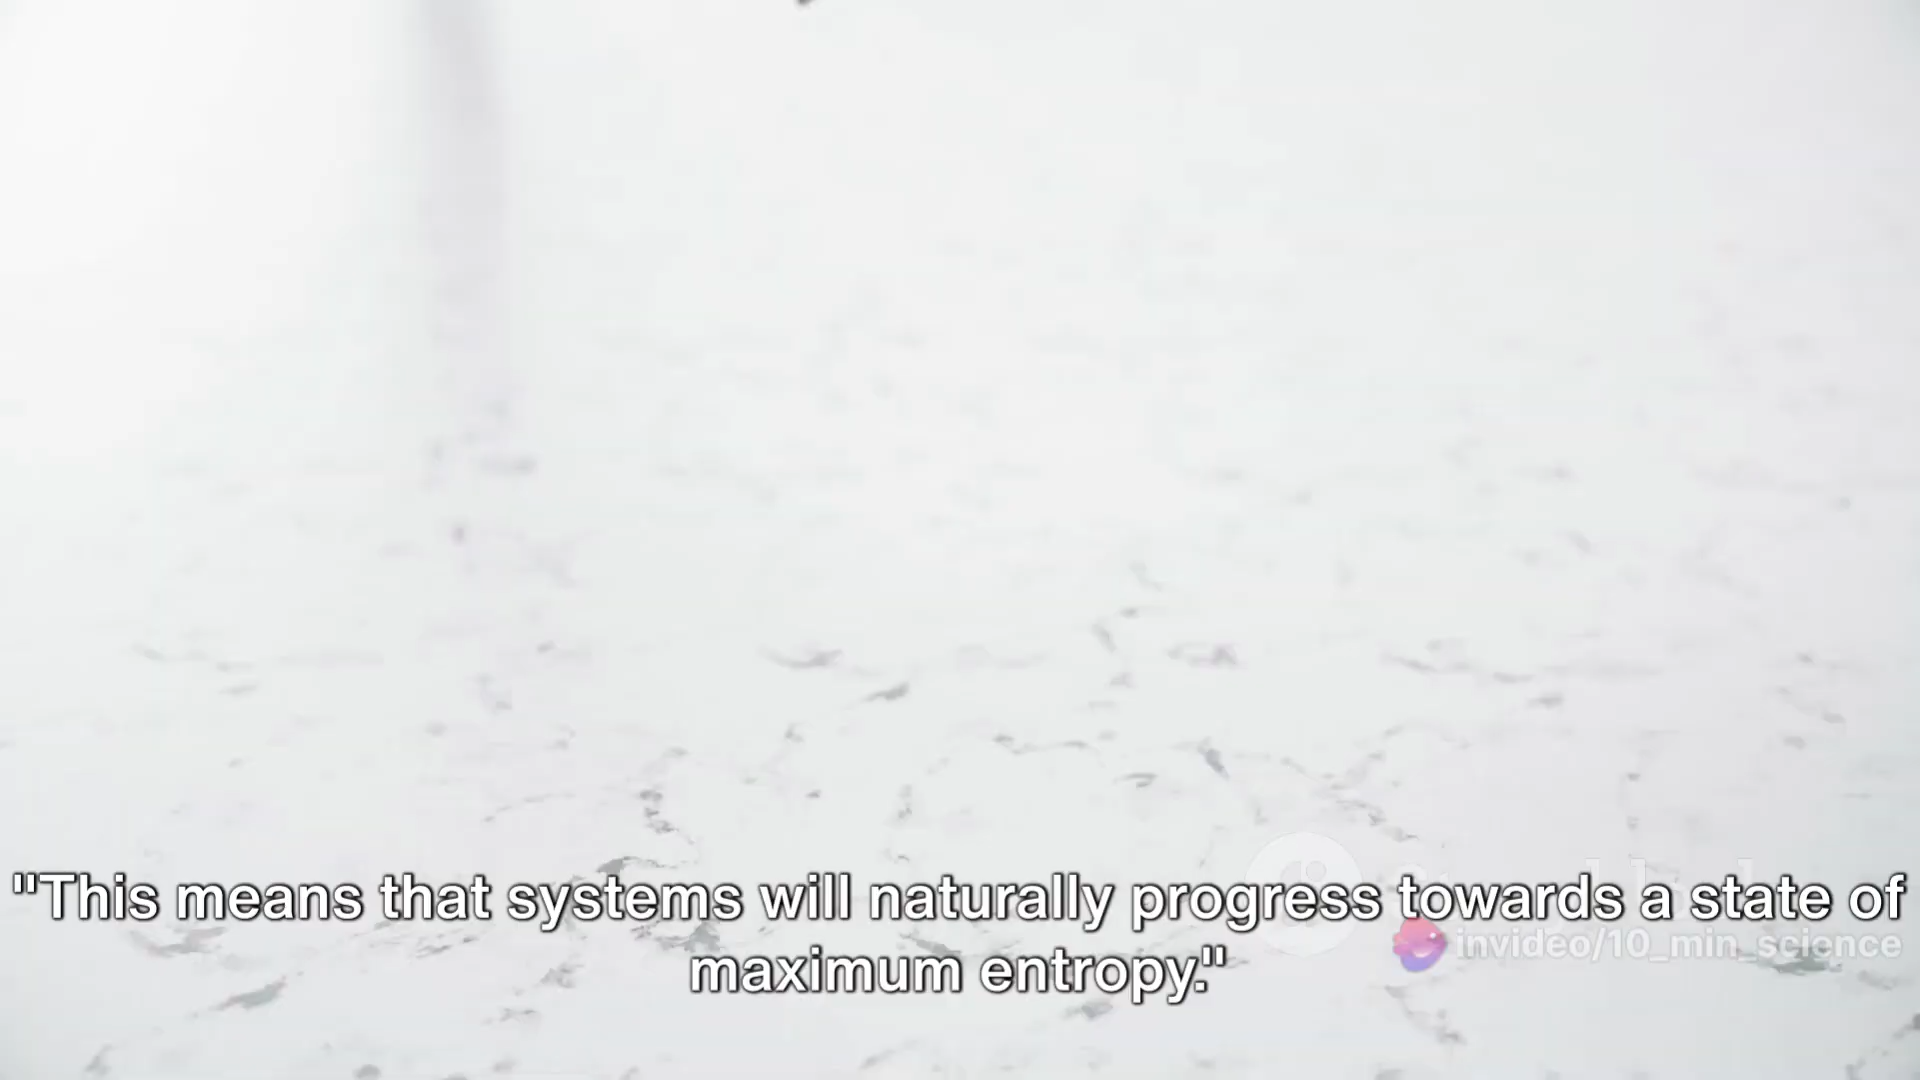 "This means that systems will naturally progress towards a state of
invideo/10_min_science
maximum entropy."